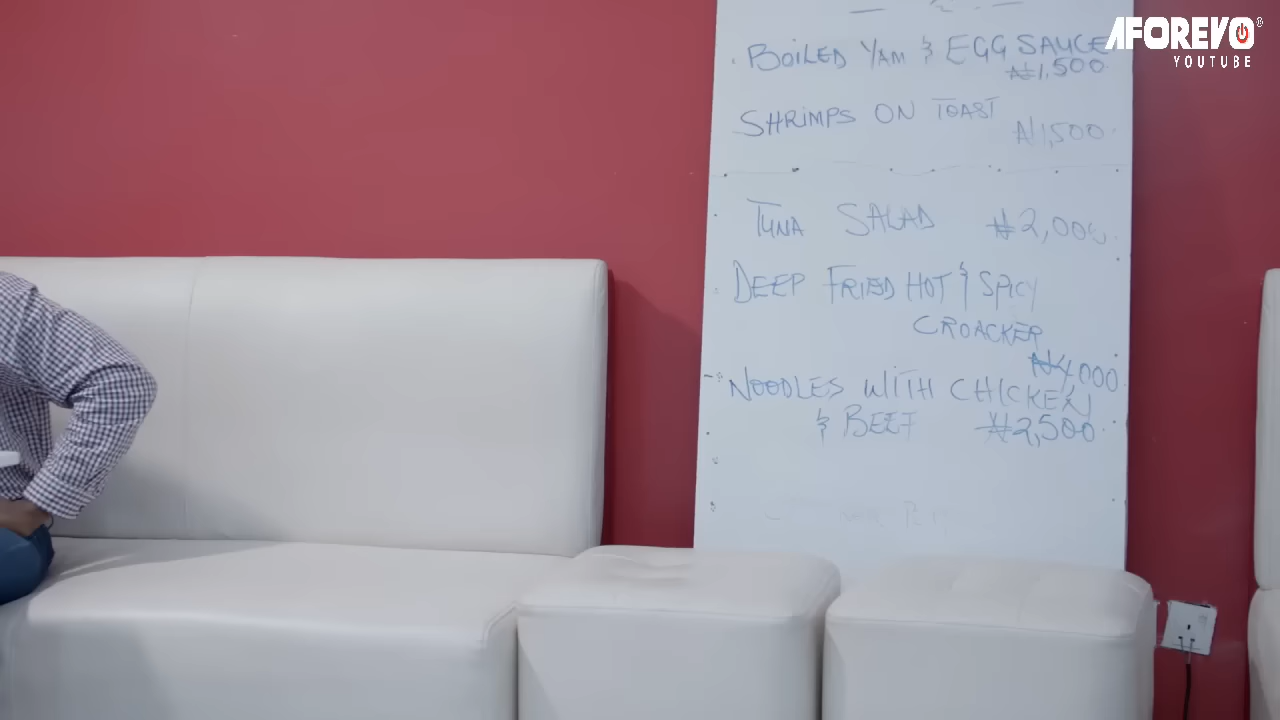 AFOREVO
YOUTUBE
BOILED YAM & EGG SAUCE
₦1,500
SHRIMPS ON TOAST
₦1,500
TUNA SALAD ₦2,000
DEEP FRIED HOT & SPICY
CROACKER
₦4,000
NOODLES WITH CHICKEN
& BEEF ₦2,500